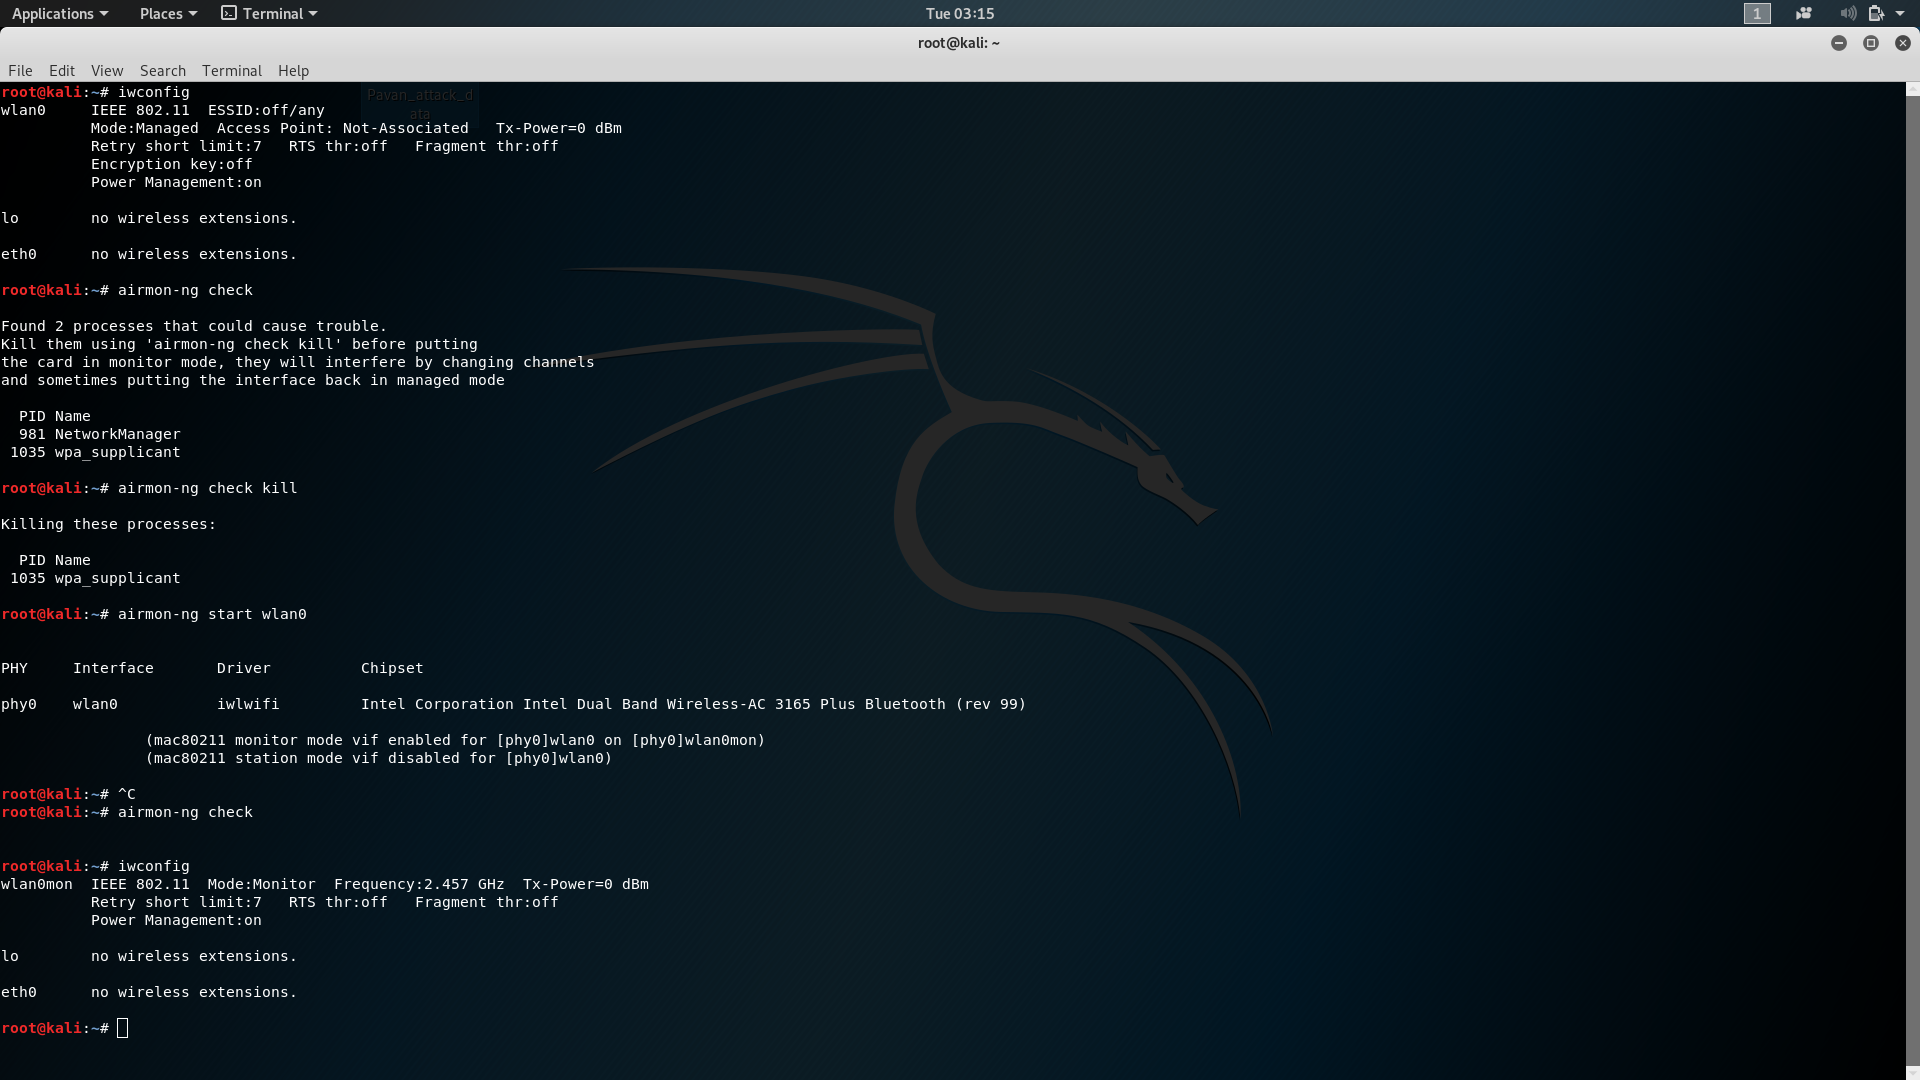 Applications Places Terminal Tue 03:15 1
root@kali: ~
File Edit View Search Terminal Help
Pavan_attack_d
ata
root@kali:~# iwconfig
wlan0     IEEE 802.11  ESSID:off/any
          Mode:Managed  Access Point: Not-Associated   Tx-Power=0 dBm
          Retry short limit:7   RTS thr:off   Fragment thr:off
          Encryption key:off
          Power Management:on
lo        no wireless extensions.
eth0      no wireless extensions.
root@kali:~# airmon-ng check
Found 2 processes that could cause trouble.
Kill them using 'airmon-ng check kill' before putting
the card in monitor mode, they will interfere by changing channels
and sometimes putting the interface back in managed mode
  PID Name
  981 NetworkManager
 1035 wpa_supplicant
root@kali:~# airmon-ng check kill
Killing these processes:
  PID Name
 1035 wpa_supplicant
root@kali:~# airmon-ng start wlan0
PHY     Interface       Driver          Chipset
phy0    wlan0           iwlwifi         Intel Corporation Intel Dual Band Wireless-AC 3165 Plus Bluetooth (rev 99)
                (mac80211 monitor mode vif enabled for [phy0]wlan0 on [phy0]wlan0mon)
                (mac80211 station mode vif disabled for [phy0]wlan0)
root@kali:~# ^C
root@kali:~# airmon-ng check
root@kali:~# iwconfig
wlan0mon  IEEE 802.11  Mode:Monitor  Frequency:2.457 GHz  Tx-Power=0 dBm
          Retry short limit:7   RTS thr:off   Fragment thr:off
          Power Management:on
lo        no wireless extensions.
eth0      no wireless extensions.
root@kali:~#